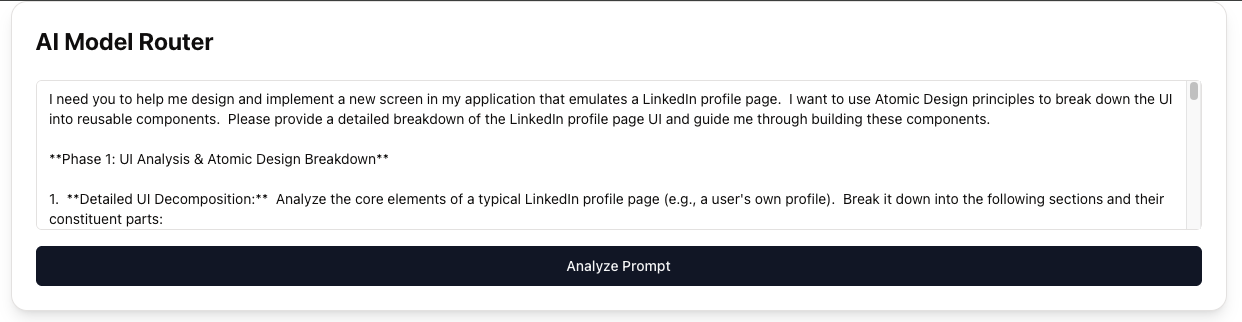 AI Model Router
I need you to help me design and implement a new screen in my application that emulates a LinkedIn profile page.  I want to use Atomic Design principles to break down the UI
into reusable components.  Please provide a detailed breakdown of the LinkedIn profile page UI and guide me through building these components.
**Phase 1: UI Analysis & Atomic Design Breakdown**
1.  **Detailed UI Decomposition:**  Analyze the core elements of a typical LinkedIn profile page (e.g., a user's own profile).  Break it down into the following sections and their
constituent parts:
Analyze Prompt